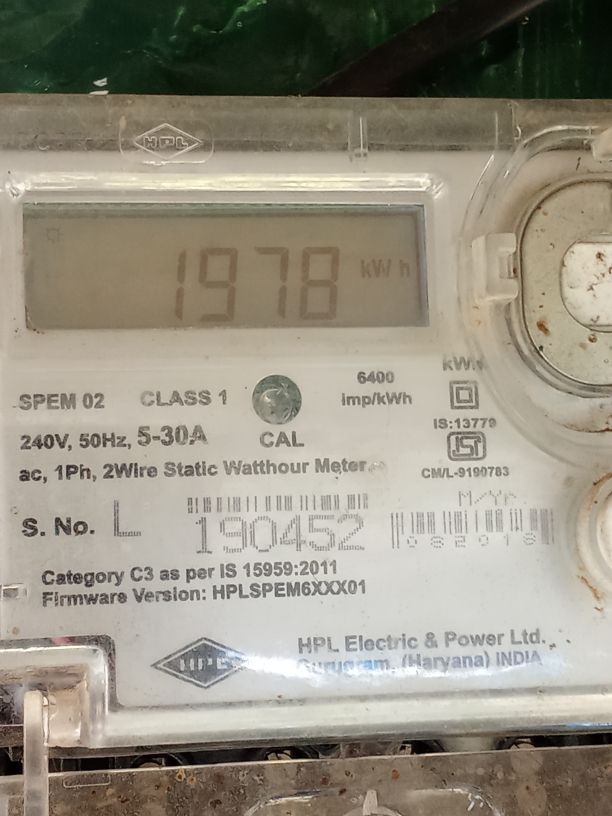 HPL
1978 kWh
SPEM 02 CLASS 1 6400 imp/kWh
240V, 50Hz, 5-30A CAL
IS:13779
ac, 1Ph, 2Wire Static Watthour Meter
CM/L-9190783
M/Yr.
S. No. L 190452 082018
Category C3 as per IS 15959:2011
Firmware Version: HPLSPEM6XXX01
HPL HPL Electric & Power Ltd.
Gurugram, (Haryana) INDIA